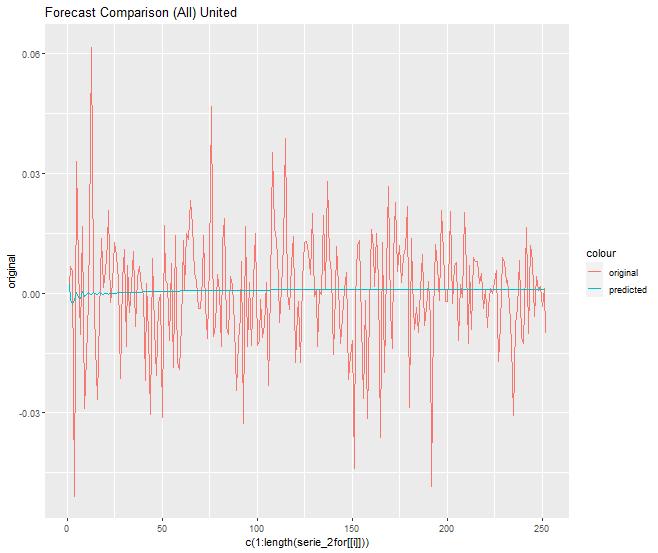 Forecast Comparison (All) United
0.06
0.03
0.00
-0.03
original
0
50
100
150
200
250
c(1:length(serie_2for[[i]]))
colour
original
predicted